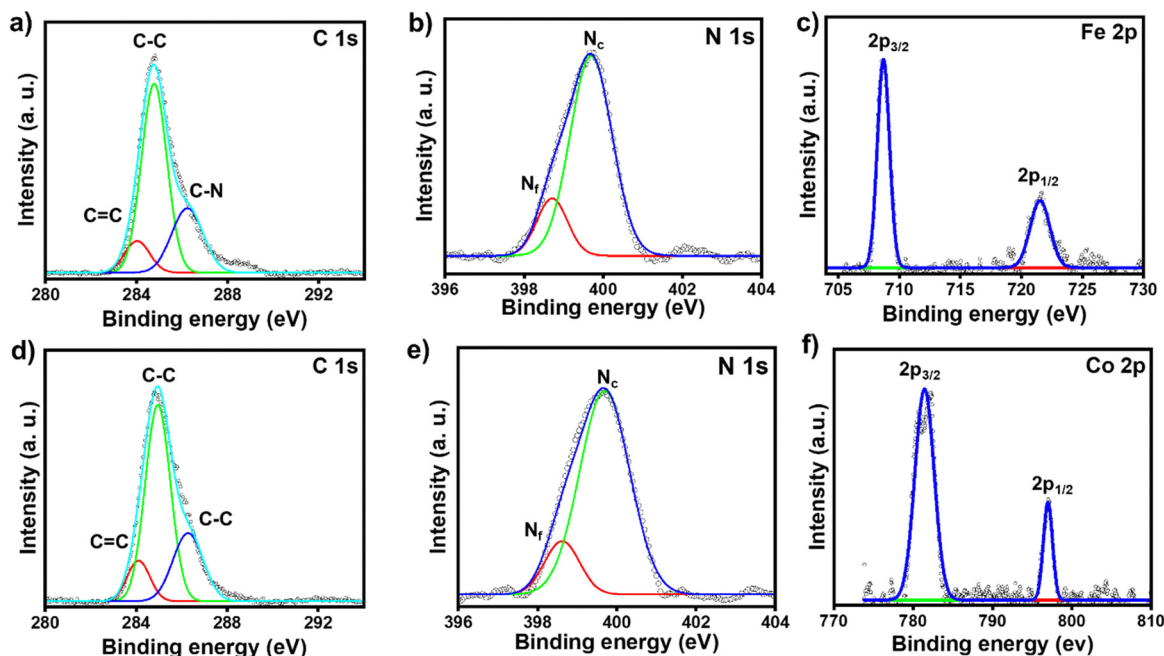 a)
C 1s
C-C
C-N
C=C
Intensity (a. u.)
280 284 288 292
Binding energy (eV)
b)
N 1s
Nc
Nf
Intensity (a. u.)
396 398 400 402 404
Binding energy (eV)
c)
Fe 2p
2p3/2
2p1/2
Intensity (a.u.)
705 710 715 720 725 730
Binding energy (eV)
d)
C 1s
C-C
C-C
C=C
Intensity (a. u.)
280 284 288 292
Binding energy (eV)
e)
N 1s
Nc
Nf
Intensity (a. u.)
396 398 400 402 404
Binding energy (eV)
f)
Co 2p
2p3/2
2p1/2
Intensity (a.u.)
770 780 790 800 810
Binding energy (ev)